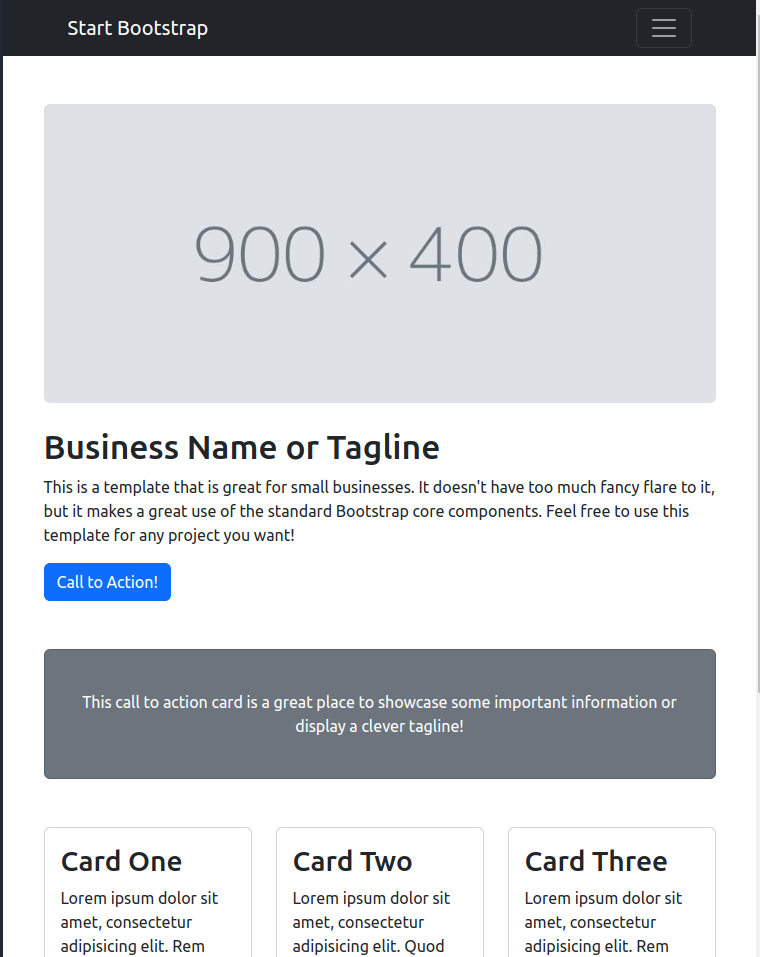 Start Bootstrap
900 × 400
Business Name or Tagline
This is a template that is great for small businesses. It doesn't have too much fancy flare to it,
but it makes a great use of the standard Bootstrap core components. Feel free to use this
template for any project you want!
Call to Action!
This call to action card is a great place to showcase some important information or
display a clever tagline!
Card One
Lorem ipsum dolor sit
amet, consectetur
adipisicing elit. Rem
Card Two
Lorem ipsum dolor sit
amet, consectetur
adipisicing elit. Quod
Card Three
Lorem ipsum dolor sit
amet, consectetur
adipisicing elit. Rem